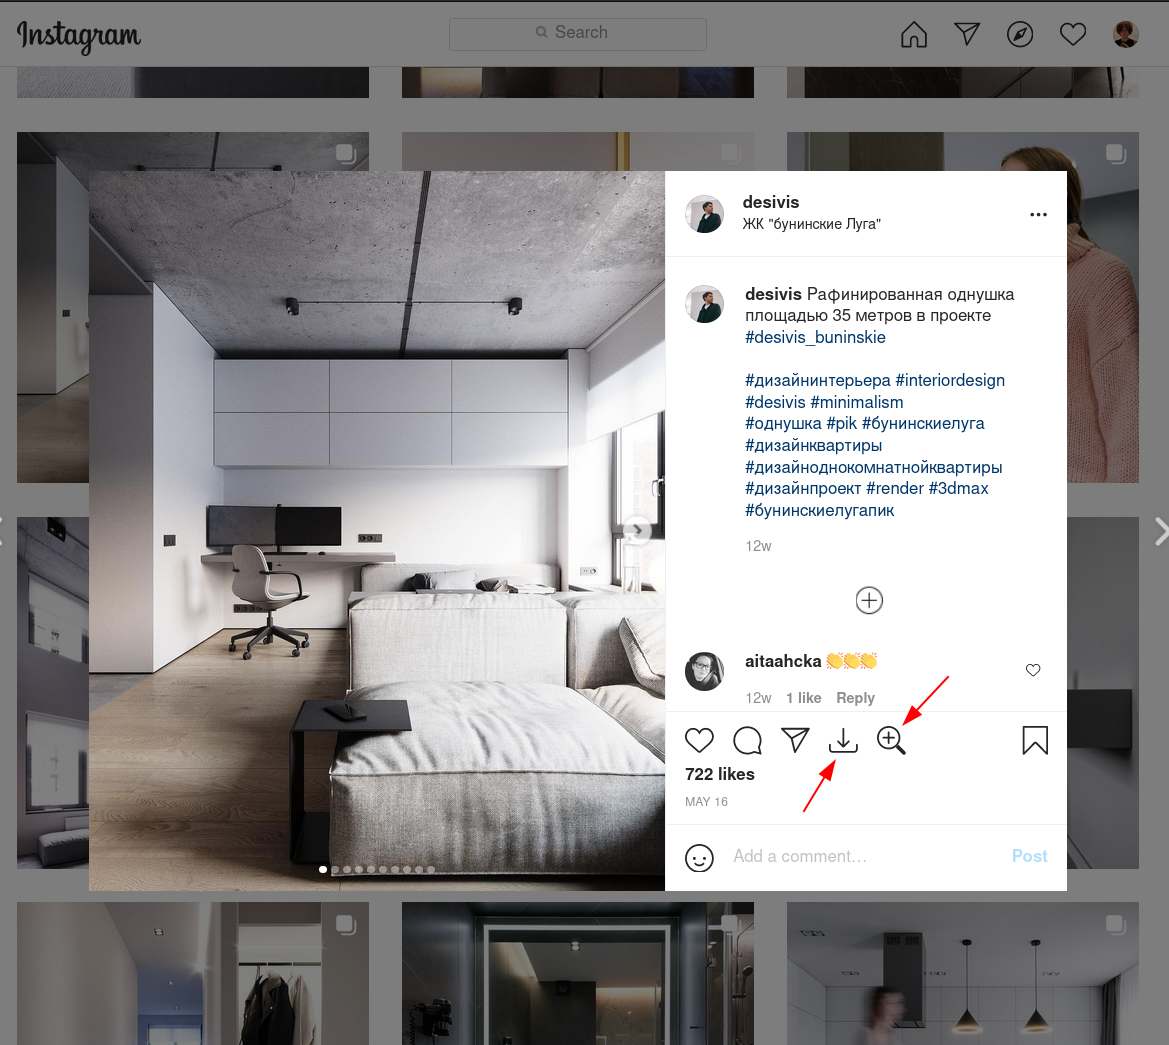 Instagram
Search
desivis
ЖК "бунинские Луга"
desivis Рафинированная однушка
площадью 35 метров в проекте
#desivis_buninskie
#дизайнинтерьера #interiordesign
#desivis #minimalism
#однушка #pik #бунинскиелуга
#дизайнквартиры
#дизайноднокомнатнойквартиры
#дизайнпроект #render #3dmax
#бунинскиелугапик
12w
aitaahcka 👏👏👏
12w 1 like Reply
722 likes
MAY 16
Add a comment…
Post